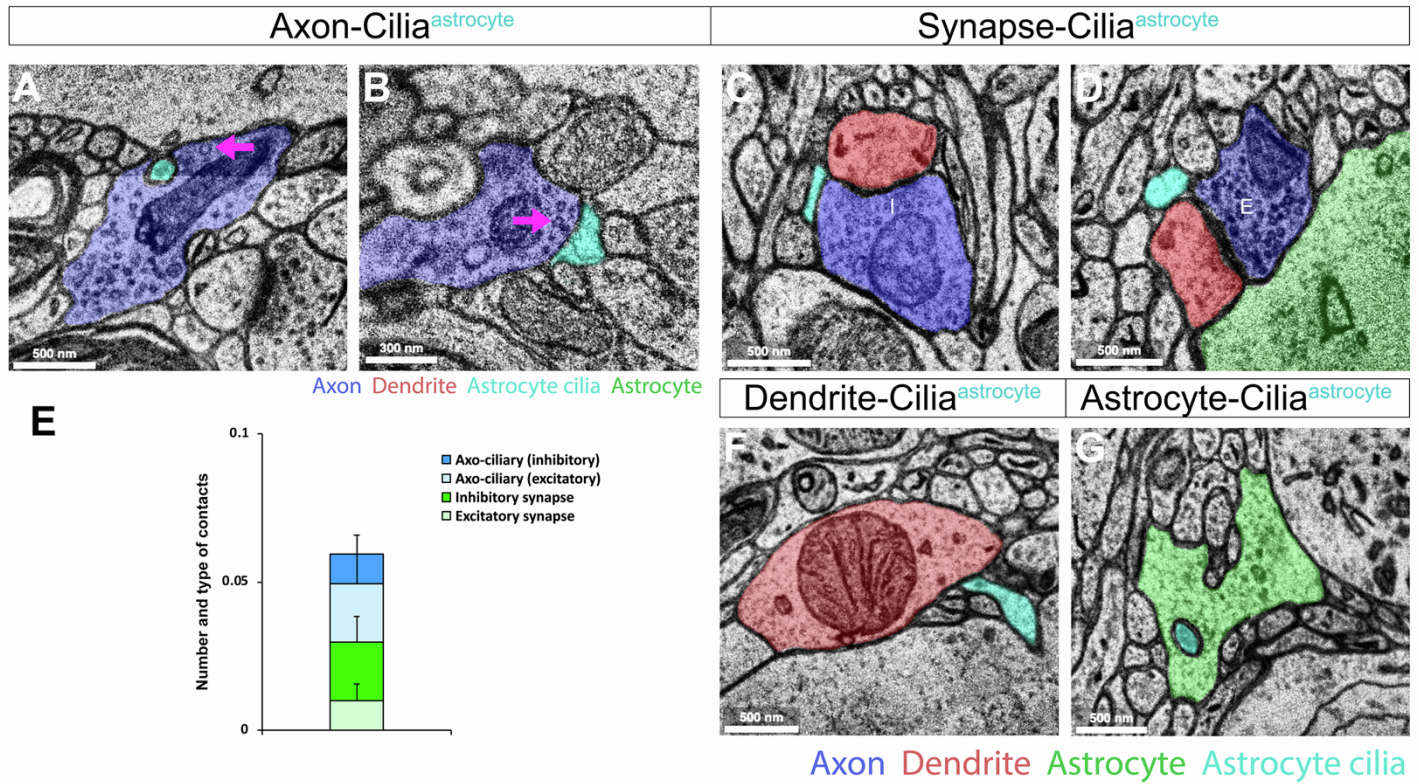 Axon-Cilia astrocyte
Synapse-Cilia astrocyte
A
B
C
D
I
E
500 nm
300 nm
500 nm
500 nm
Axon Dendrite Astrocyte cilia Astrocyte
E
0.1
0.05
0
Number and type of contacts
Axo-ciliary (inhibitory)
Axo-ciliary (excitatory)
Inhibitory synapse
Excitatory synapse
Dendrite-Cilia astrocyte
Astrocyte-Cilia astrocyte
F
G
500 nm
500 nm
Axon Dendrite Astrocyte Astrocyte cilia